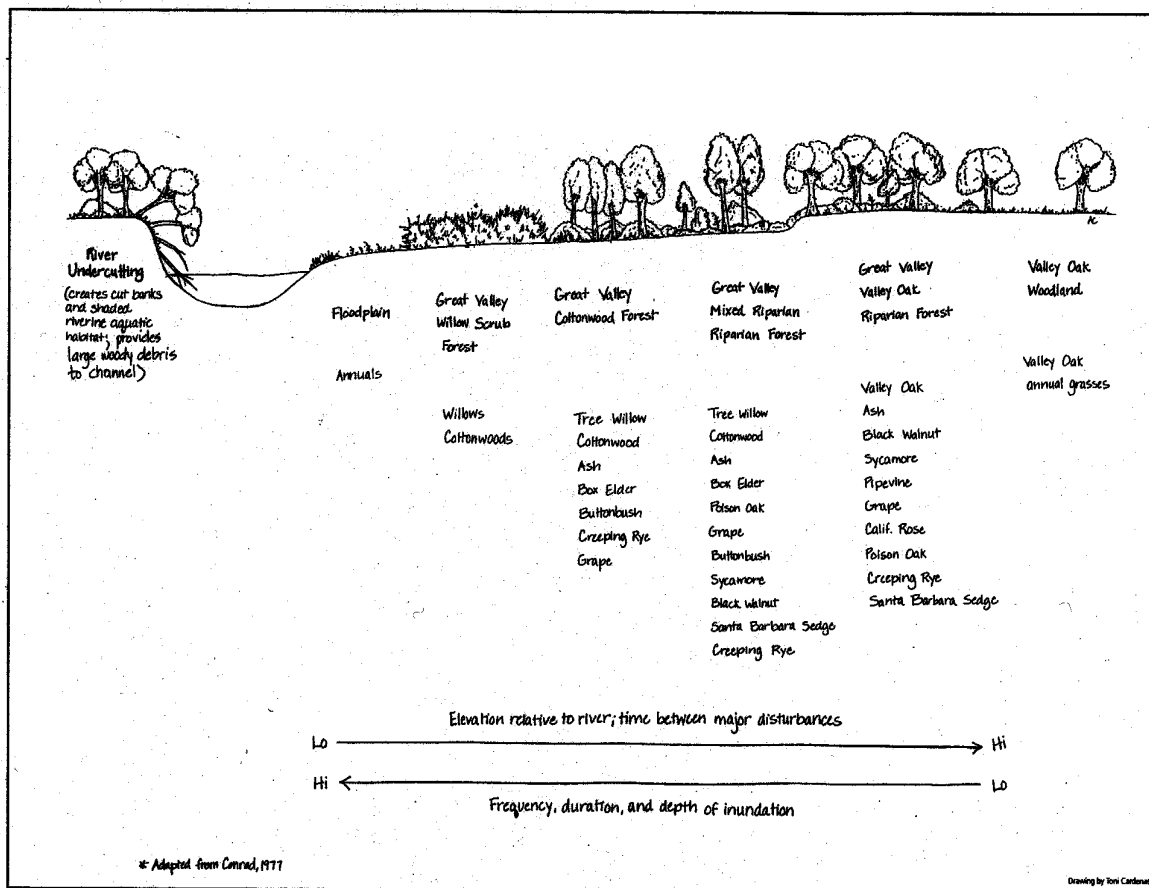 River
Undercutting
(creates cut banks
and shaded
riverine aquatic
habitat; provides
large woody debris
to channel)
Floodplain
Annuals
Great Valley
Willow Scrub
Forest
Willows
Cottonwoods
Great Valley
Cottonwood Forest
Tree Willow
Cottonwood
Ash
Box Elder
Buttonbush
Creeping Rye
Grape
Great Valley
Mixed Riparian
Riparian Forest
Tree Willow
Cottonwood
Ash
Box Elder
Poison Oak
Grape
Buttonbush
Sycamore
Black Walnut
Santa Barbara Sedge
Creeping Rye
Great Valley
Valley Oak
Riparian Forest
Valley Oak
Ash
Black Walnut
Sycamore
Pipevine
Grape
Calif. Rose
Poison Oak
Creeping Rye
Santa Barbara Sedge
Valley Oak
Woodland
Valley Oak
annual grasses
Elevation relative to river; time between major disturbances
Lo Hi
Hi Lo
Frequency, duration, and depth of inundation
* Adapted from Conrad, 1977